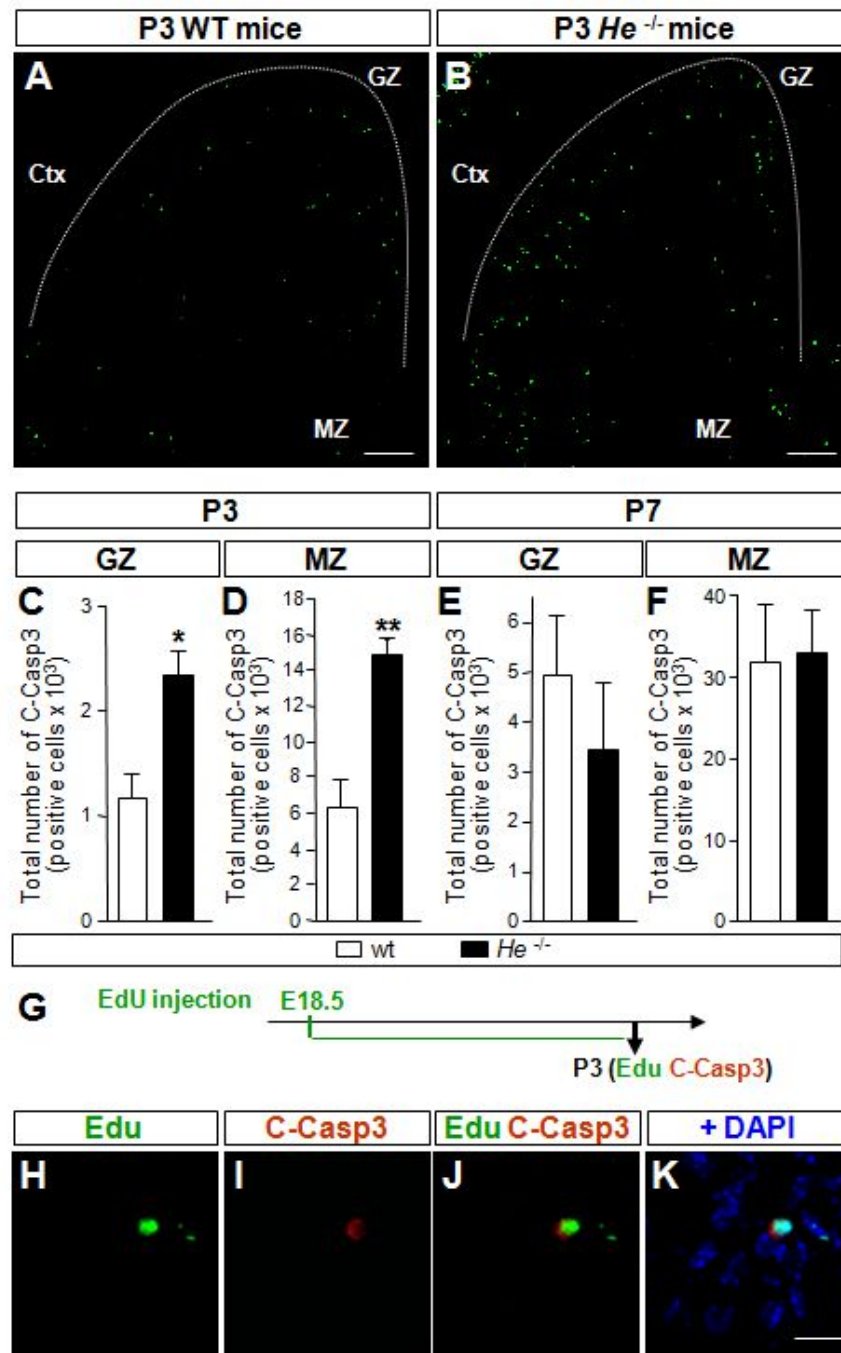 P3 WT mice
P3 He -/- mice
A
GZ
Ctx
MZ
B
GZ
Ctx
MZ
P3
P7
GZ
MZ
GZ
MZ
C
Total number of C-Casp3
(positive cells x 10³)
3
2
1
0
*
D
Total number of C-Casp3
(positive cells x 10³)
18
16
14
12
10
8
6
4
2
0
**
E
Total number of C-Casp3
(positive cells x 10³)
6
5
4
3
2
1
0
F
Total number of C-Casp3
(positive cells x 10³)
40
30
20
10
0
wt
He -/-
G
EdU injection
E18.5
P3 (Edu C-Casp3)
Edu
C-Casp3
Edu C-Casp3
+ DAPI
H
I
J
K